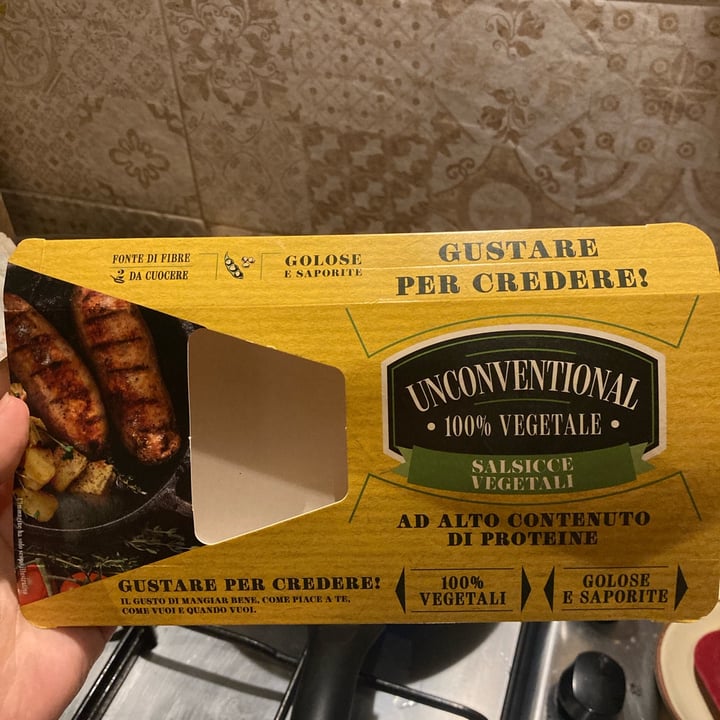 FONTE DI FIBRE
DA CUOCERE
GOLOSE
E SAPORITE
GUSTARE
PER CREDERE!
UNCONVENTIONAL
• 100% VEGETALE •
SALSICCE
VEGETALI
AD ALTO CONTENUTO
DI PROTEINE
GUSTARE PER CREDERE!
IL GUSTO DI MANGIAR BENE, COME PIACE A TE,
COME VUOI E QUANDO VUOI.
100%
VEGETALI
GOLOSE
E SAPORITE